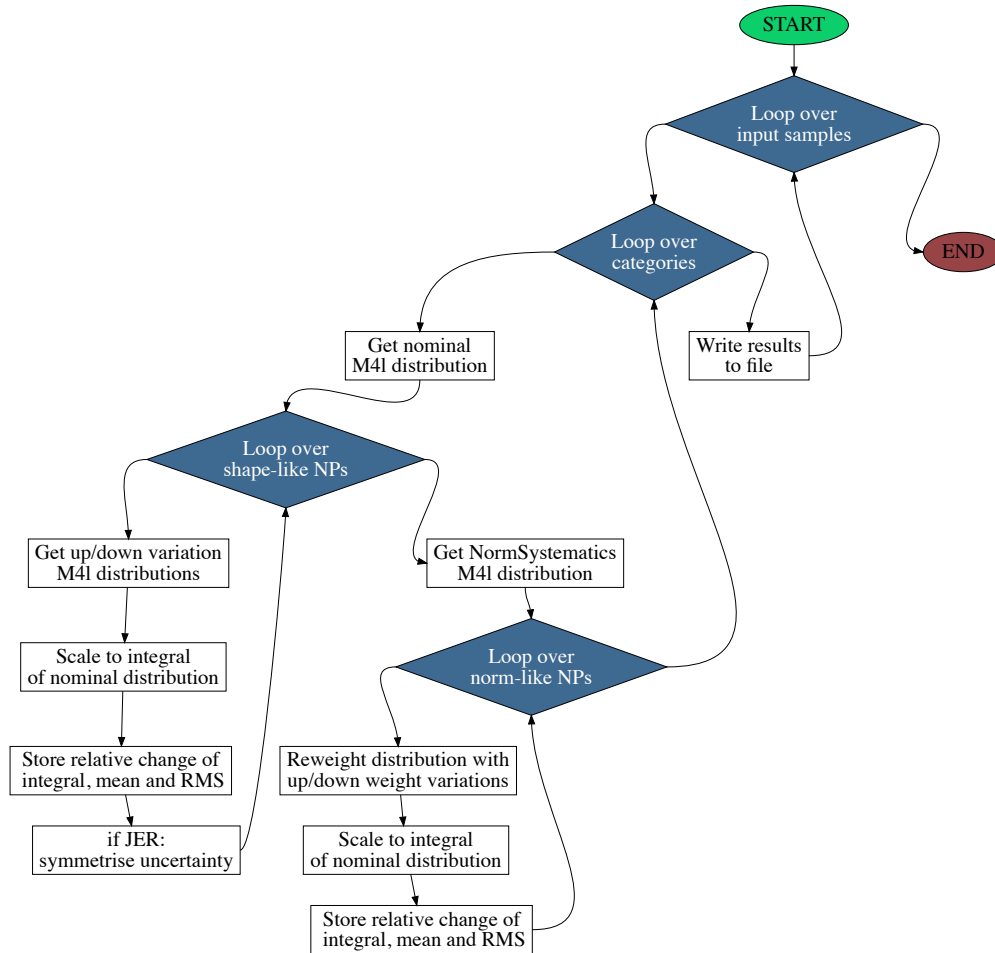 START
Loop over
input samples
Loop over
categories
END
Get nominal
M4l distribution
Write results
to file
Loop over
shape-like NPs
Get up/down variation
M4l distributions
Get NormSystematics
M4l distribution
Scale to integral
of nominal distribution
Loop over
norm-like NPs
Store relative change of
integral, mean and RMS
Reweight distribution with
up/down weight variations
if JER:
symmetrise uncertainty
Scale to integral
of nominal distribution
Store relative change of
integral, mean and RMS